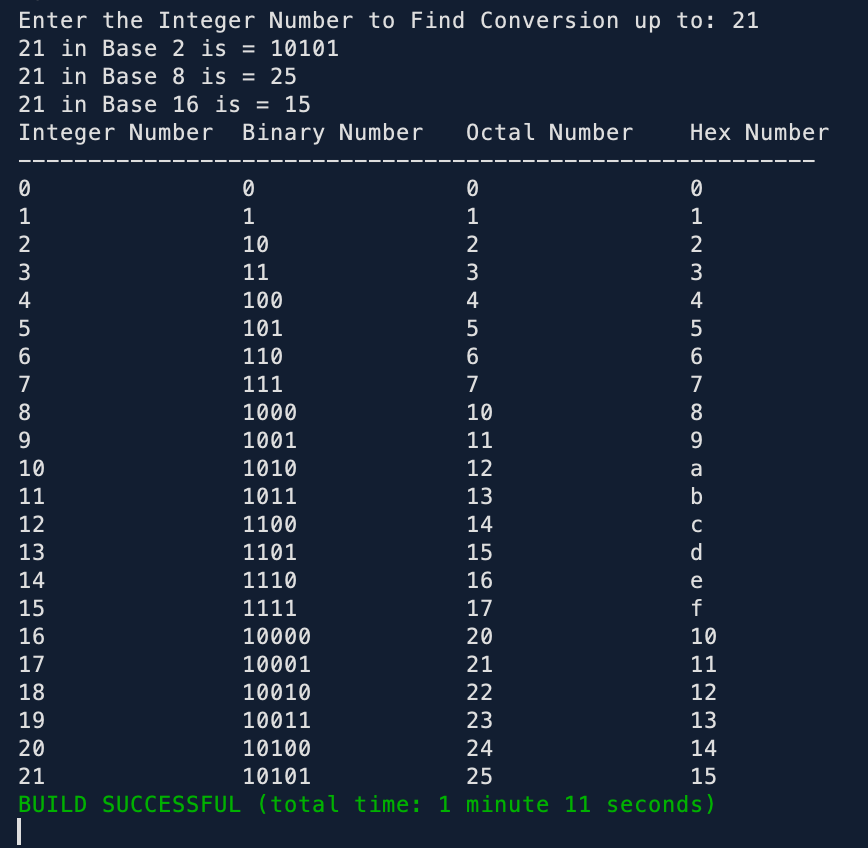 Enter the Integer Number to Find Conversion up to: 21
21 in Base 2 is = 10101
21 in Base 8 is = 25
21 in Base 16 is = 15
Integer Number  Binary Number   Octal Number    Hex Number
---------------------------------------------------------
0               0               0               0
1               1               1               1
2               10              2               2
3               11              3               3
4               100             4               4
5               101             5               5
6               110             6               6
7               111             7               7
8               1000            10              8
9               1001            11              9
10              1010            12              a
11              1011            13              b
12              1100            14              c
13              1101            15              d
14              1110            16              e
15              1111            17              f
16              10000           20              10
17              10001           21              11
18              10010           22              12
19              10011           23              13
20              10100           24              14
21              10101           25              15
BUILD SUCCESSFUL (total time: 1 minute 11 seconds)